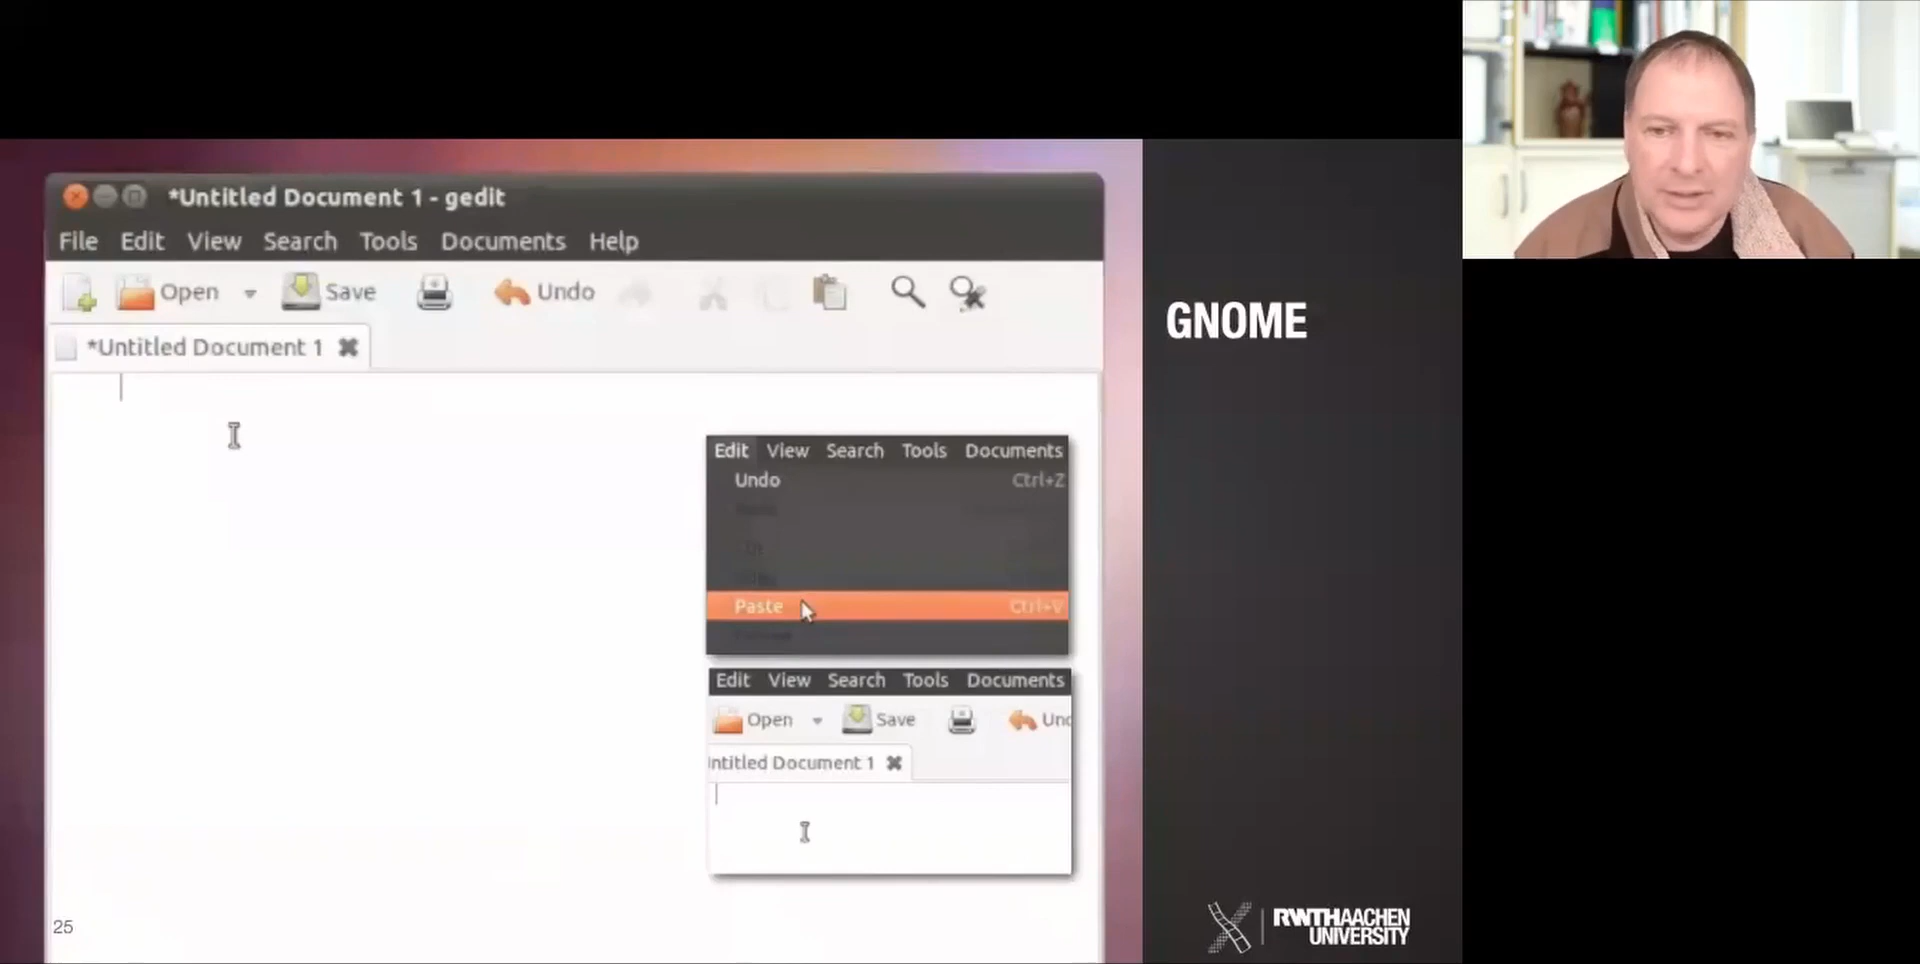 *Untitled Document 1 - gedit
File Edit View Search Tools Documents Help
Open Save Undo
*Untitled Document 1
GNOME
Edit View Search Tools Documents
Undo Ctrl+Z
Paste Ctrl+V
Edit View Search Tools Documents
Open Save Und
ntitled Document 1
25
RWTHAACHEN
UNIVERSITY